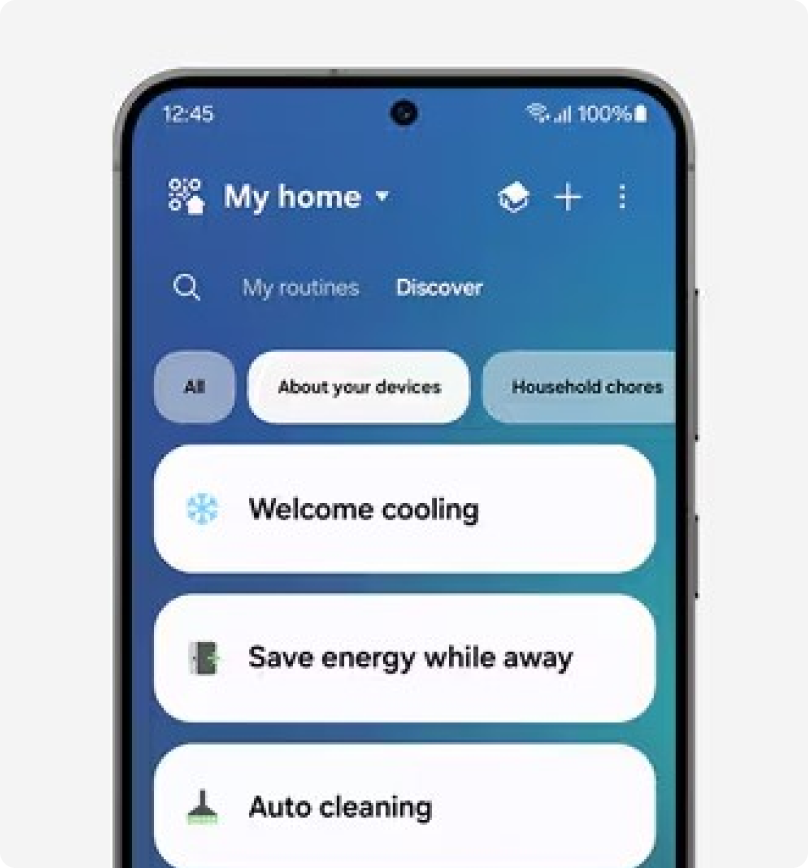 12:45 100%
My home
My routines Discover
All About your devices Household chores
Welcome cooling
Save energy while away
Auto cleaning